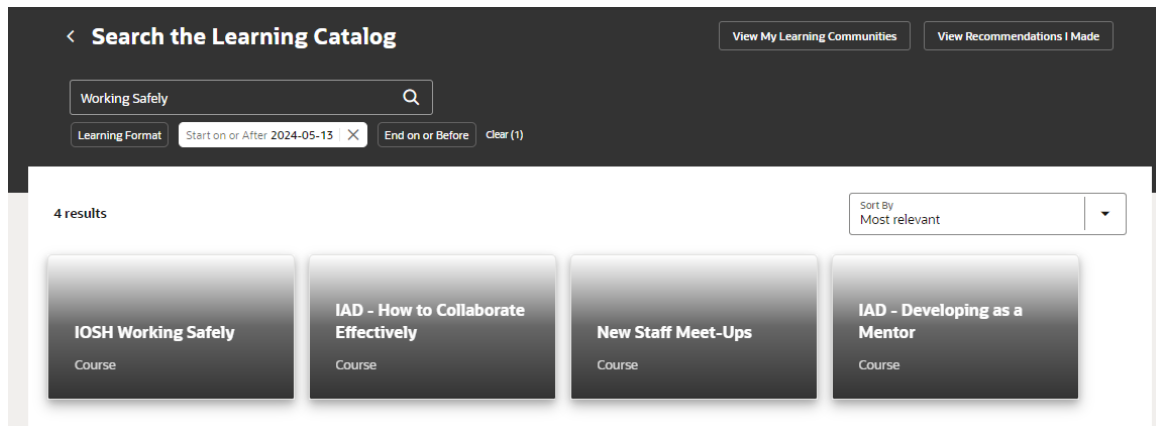 Search the Learning Catalog
View My Learning Communities
View Recommendations I Made
Working Safely
Learning Format
Start on or After 2024-05-13
End on or Before
Clear (1)
4 results
Sort By
Most relevant
IOSH Working Safely
Course
IAD - How to Collaborate
Effectively
Course
New Staff Meet-Ups
Course
IAD - Developing as a
Mentor
Course